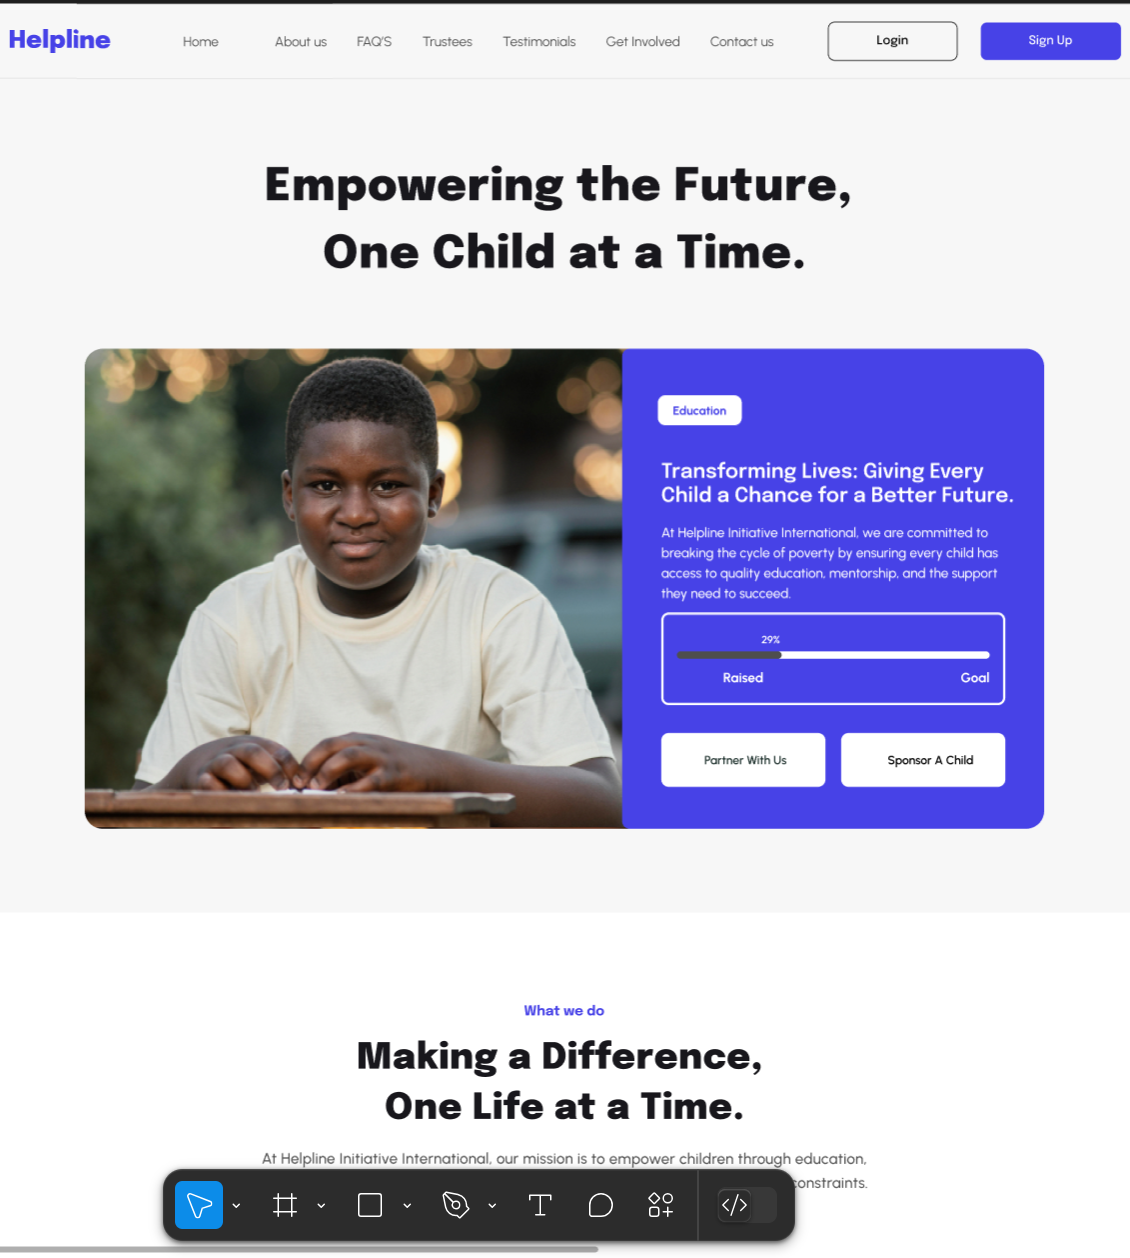 Helpline
Home About us FAQ'S Trustees Testimonials Get Involved Contact us Login Sign Up
Empowering the Future,
One Child at a Time.
Education
Transforming Lives: Giving Every
Child a Chance for a Better Future.
At Helpline Initiative International, we are committed to
breaking the cycle of poverty by ensuring every child has
access to quality education, mentorship, and the support
they need to succeed.
29%
Raised Goal
Partner With Us Sponsor A Child
What we do
Making a Difference,
One Life at a Time.
At Helpline Initiative International, our mission is to empower children through education,
constraints.